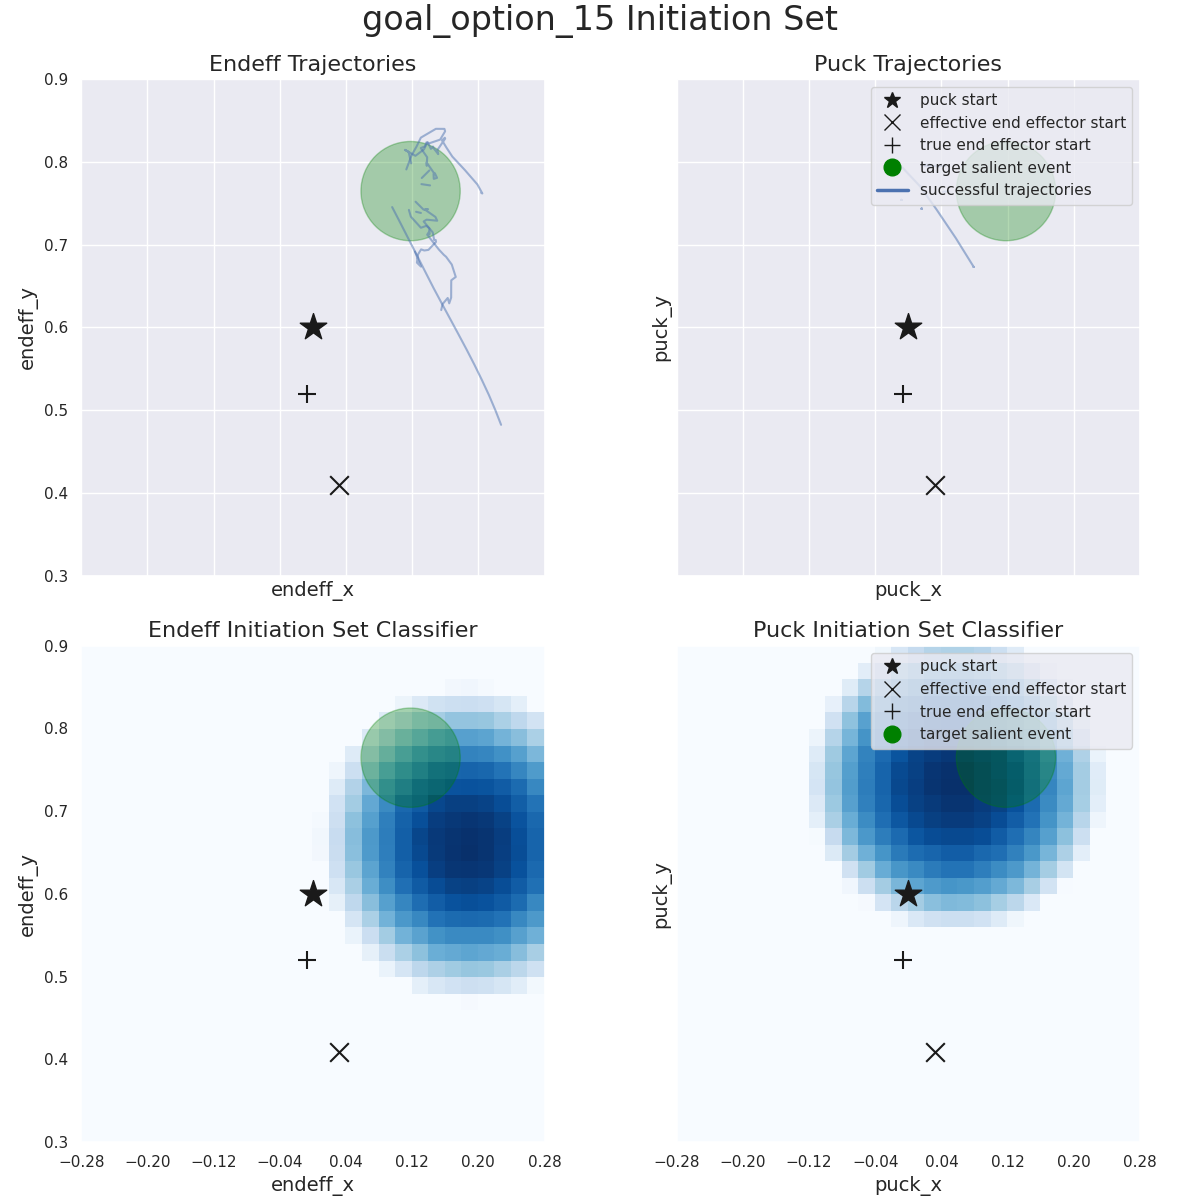 goal_option_15 Initiation Set
Endeff Trajectories
endeff_y
0.9
0.8
0.7
0.6
0.5
0.4
0.3
endeff_x
Puck Trajectories
puck start
effective end effector start
true end effector start
target salient event
successful trajectories
puck_y
puck_x
Endeff Initiation Set Classifier
endeff_y
0.9
0.8
0.7
0.6
0.5
0.4
0.3
−0.28 −0.20 −0.12 −0.04 0.04 0.12 0.20 0.28
endeff_x
Puck Initiation Set Classifier
puck start
effective end effector start
true end effector start
target salient event
puck_y
−0.28 −0.20 −0.12 −0.04 0.04 0.12 0.20 0.28
puck_x